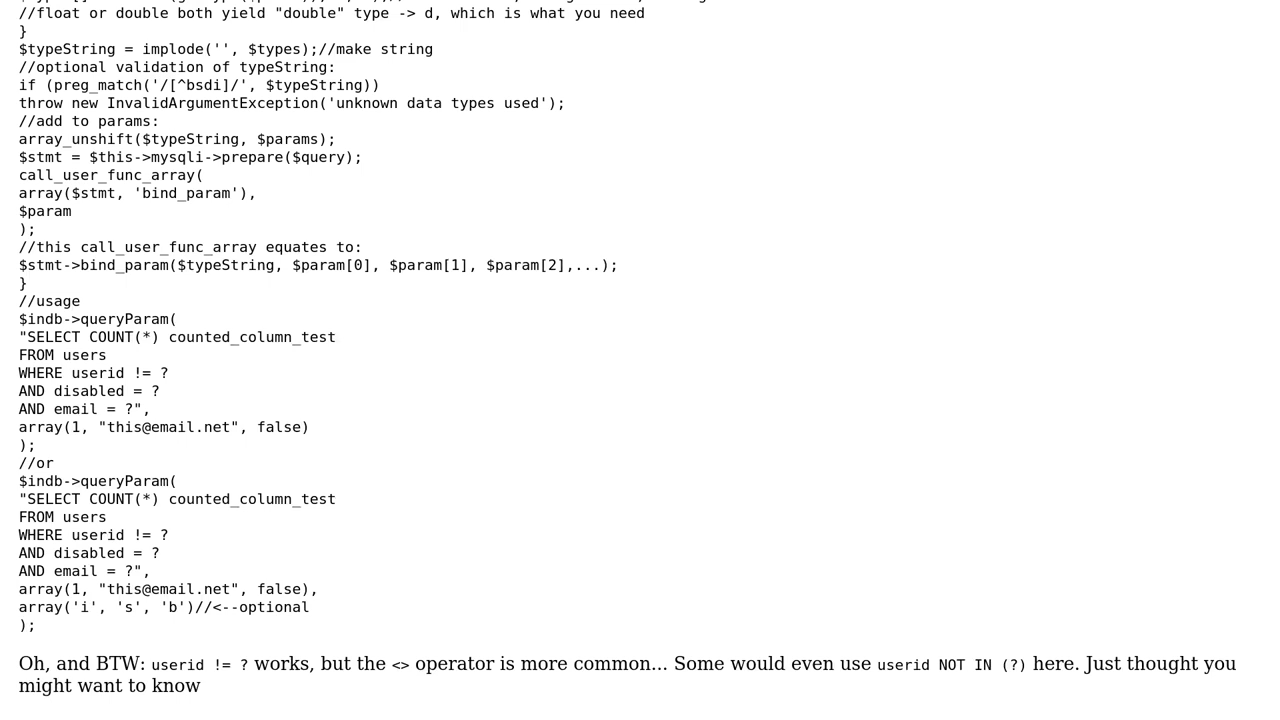 //float or double both yield "double" type -> d, which is what you need
}
$typeString = implode('', $types);//make string
//optional validation of typeString:
if (preg_match('/[^bsdi]/', $typeString))
throw new InvalidArgumentException('unknown data types used');
//add to params:
array_unshift($typeString, $params);
$stmt = $this->mysqli->prepare($query);
call_user_func_array(
array($stmt, 'bind_param'),
$param
);
//this call_user_func_array equates to:
$stmt->bind_param($typeString, $param[0], $param[1], $param[2],...);
}
//usage
$indb->queryParam(
"SELECT COUNT(*) counted_column_test
FROM users
WHERE userid != ?
AND disabled = ?
AND email = ?",
array(1, "this@email.net", false)
);
//or
$indb->queryParam(
"SELECT COUNT(*) counted_column_test
FROM users
WHERE userid != ?
AND disabled = ?
AND email = ?",
array(1, "this@email.net", false),
array('i', 's', 'b')//<--optional
);
Oh, and BTW: userid != ? works, but the <> operator is more common... Some would even use userid NOT IN (?) here. Just thought you
might want to know